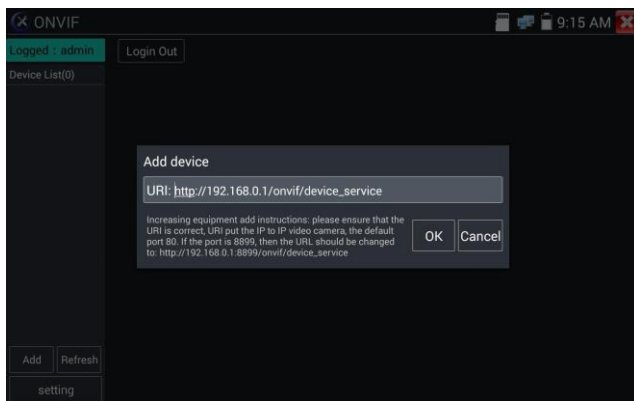 ONVIF
9:15 AM
Logged : admin
Login Out
Device List(0)
Add device
URI: http://192.168.0.1/onvif/device_service
Increasing equipment add instructions: please ensure that the
URI is correct, URI put the IP to IP video camera, the default
port 80. If the port is 8899, then the URL should be changed
to: http://192.168.0.1:8899/onvif/device_service
OK
Cancel
Add
Refresh
setting